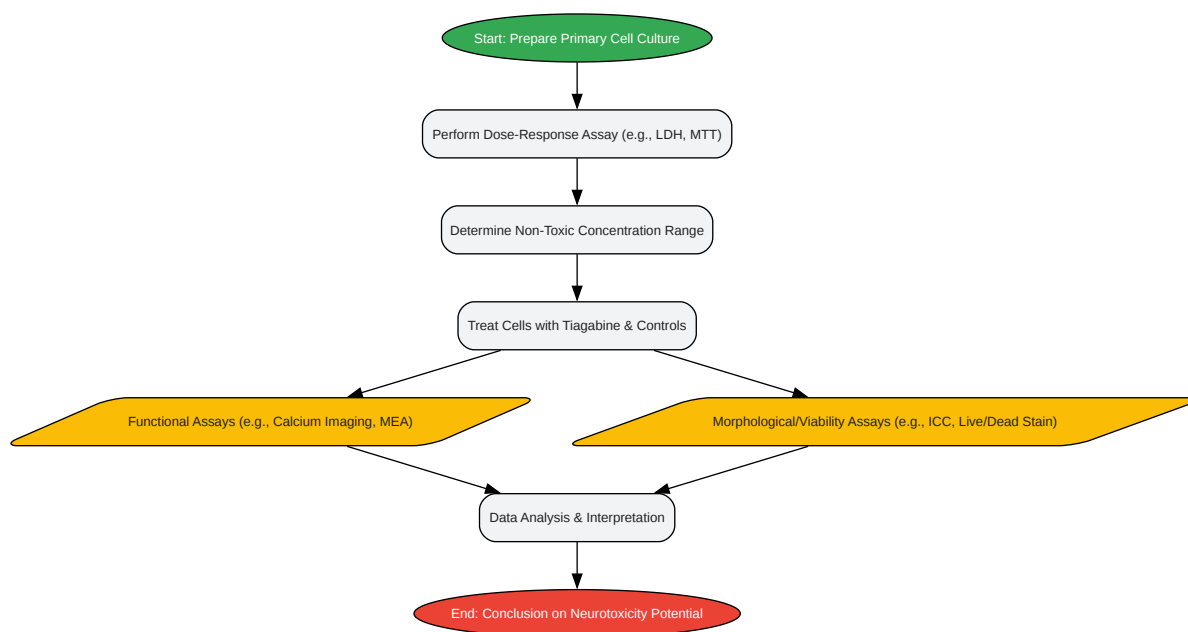 Start: Prepare Primary Cell Culture
Perform Dose-Response Assay (e.g., LDH, MTT)
Determine Non-Toxic Concentration Range
Treat Cells with Tiagabine & Controls
Functional Assays (e.g., Calcium Imaging, MEA)
Morphological/Viability Assays (e.g., ICC, Live/Dead Stain)
Data Analysis & Interpretation
End: Conclusion on Neurotoxicity Potential